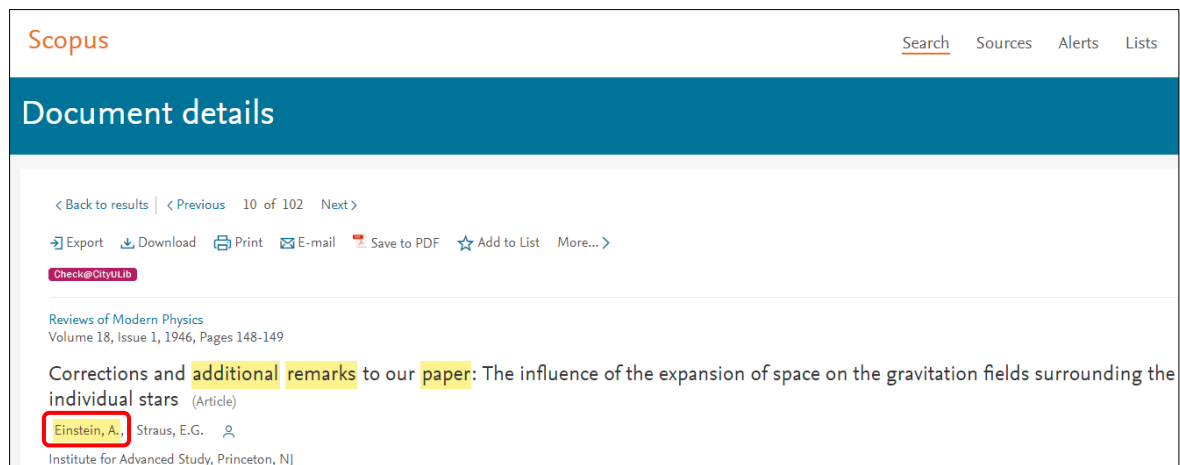 Scopus
Search Sources Alerts Lists
Document details
Back to results Previous 10 of 102 Next
Export Download Print E-mail Save to PDF Add to List More...
Check@CityULib
Reviews of Modern Physics
Volume 18, Issue 1, 1946, Pages 148-149
Corrections and additional remarks to our paper: The influence of the expansion of space on the gravitation fields surrounding the
individual stars (Article)
Einstein, A., Straus, E.G.
Institute for Advanced Study, Princeton, NJ